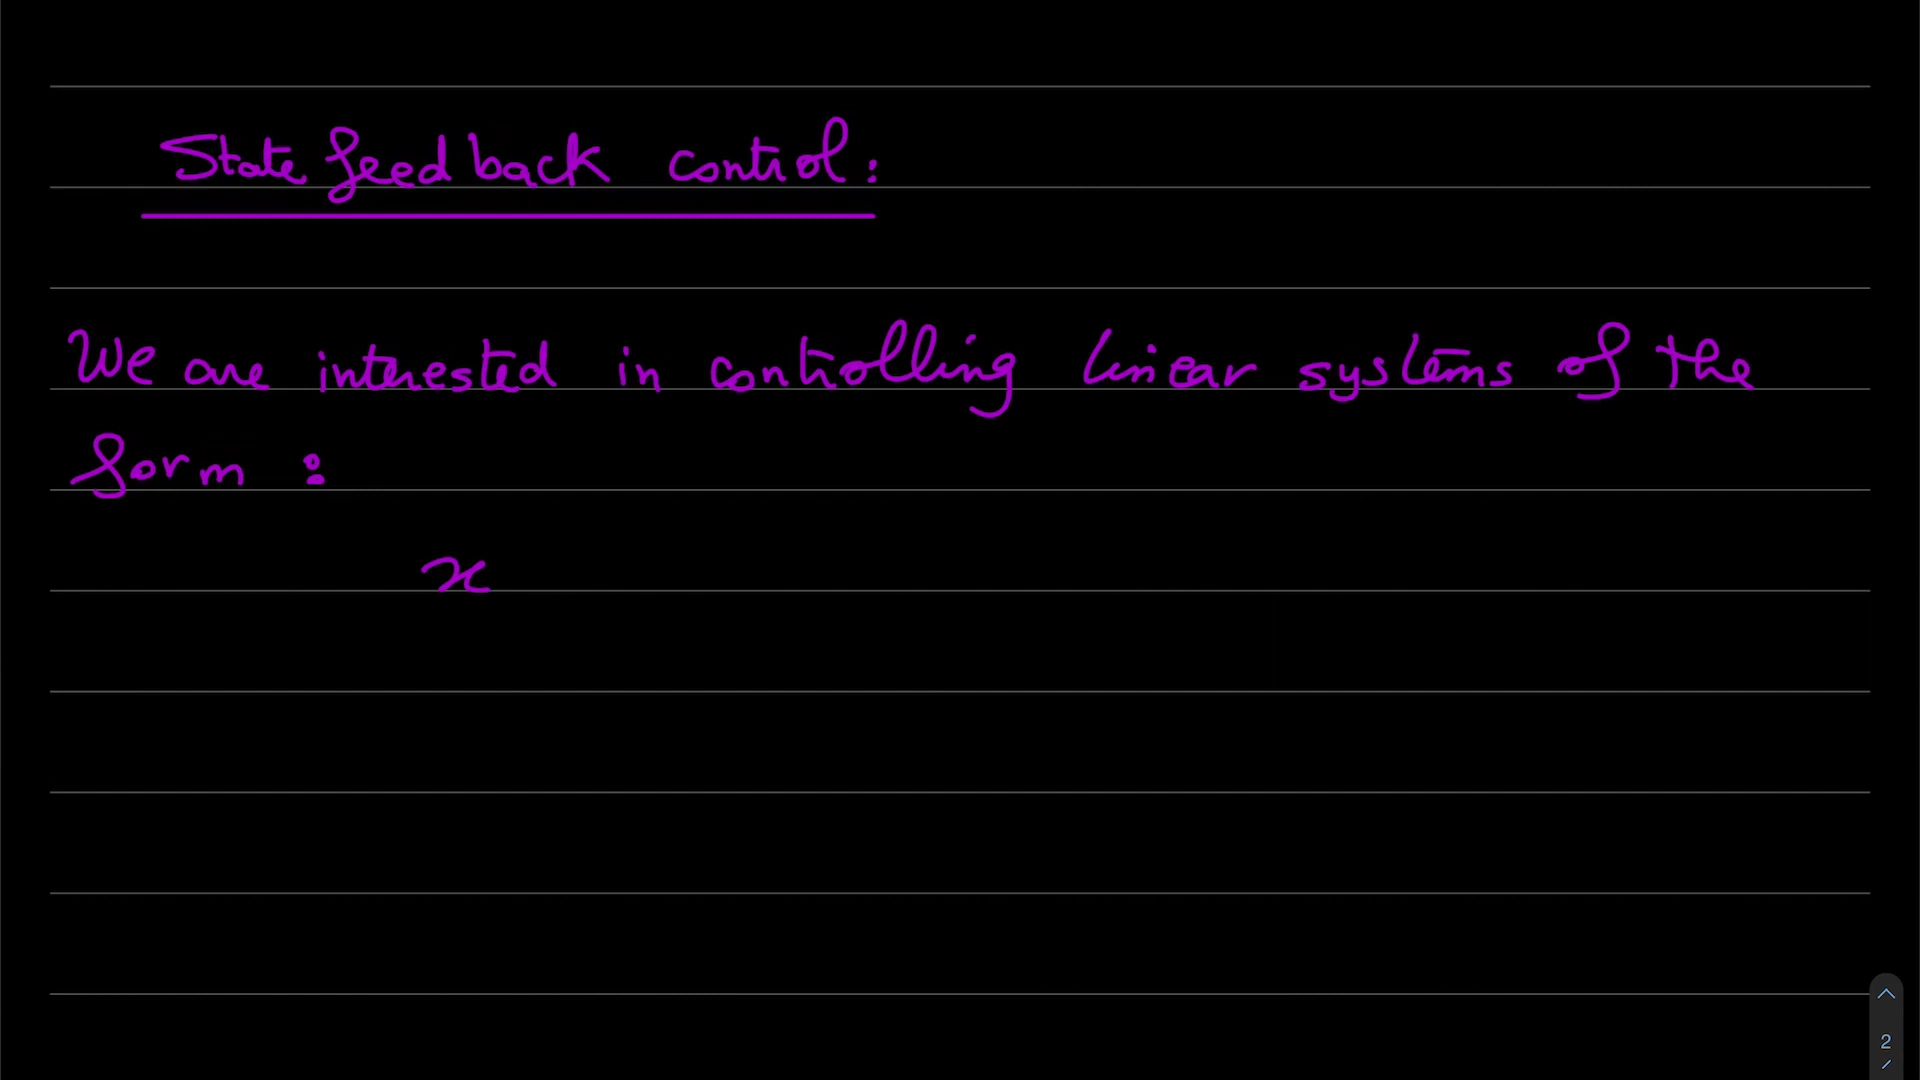 State feedback control:
We are interested in controlling linear systems of the
form :
x
2